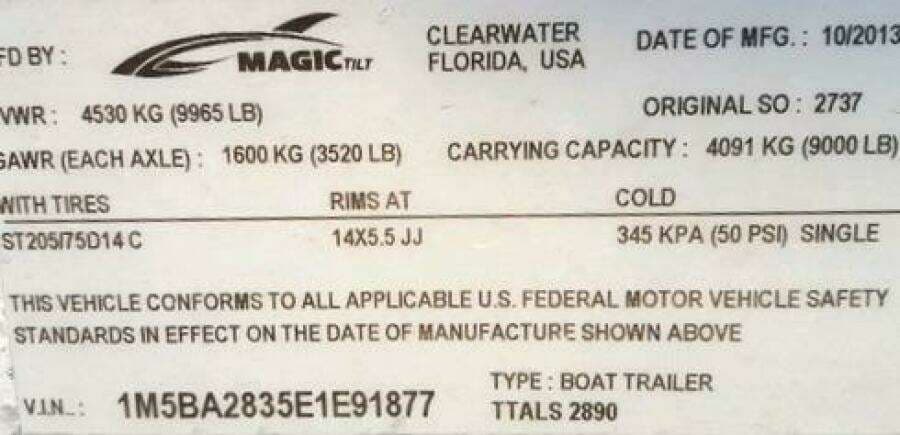 FD BY : MAGIC TILT CLEARWATER FLORIDA, USA DATE OF MFG. : 10/2013
VWR : 4530 KG (9965 LB) ORIGINAL SO : 2737
GAWR (EACH AXLE) : 1600 KG (3520 LB) CARRYING CAPACITY : 4091 KG (9000 LB)
WITH TIRES RIMS AT COLD
ST205/75D14 C 14X5.5 JJ 345 KPA (50 PSI) SINGLE
THIS VEHICLE CONFORMS TO ALL APPLICABLE U.S. FEDERAL MOTOR VEHICLE SAFETY
STANDARDS IN EFFECT ON THE DATE OF MANUFACTURE SHOWN ABOVE
V.I.N.. : 1M5BA2835E1E91877 TYPE : BOAT TRAILER
TTALS 2890